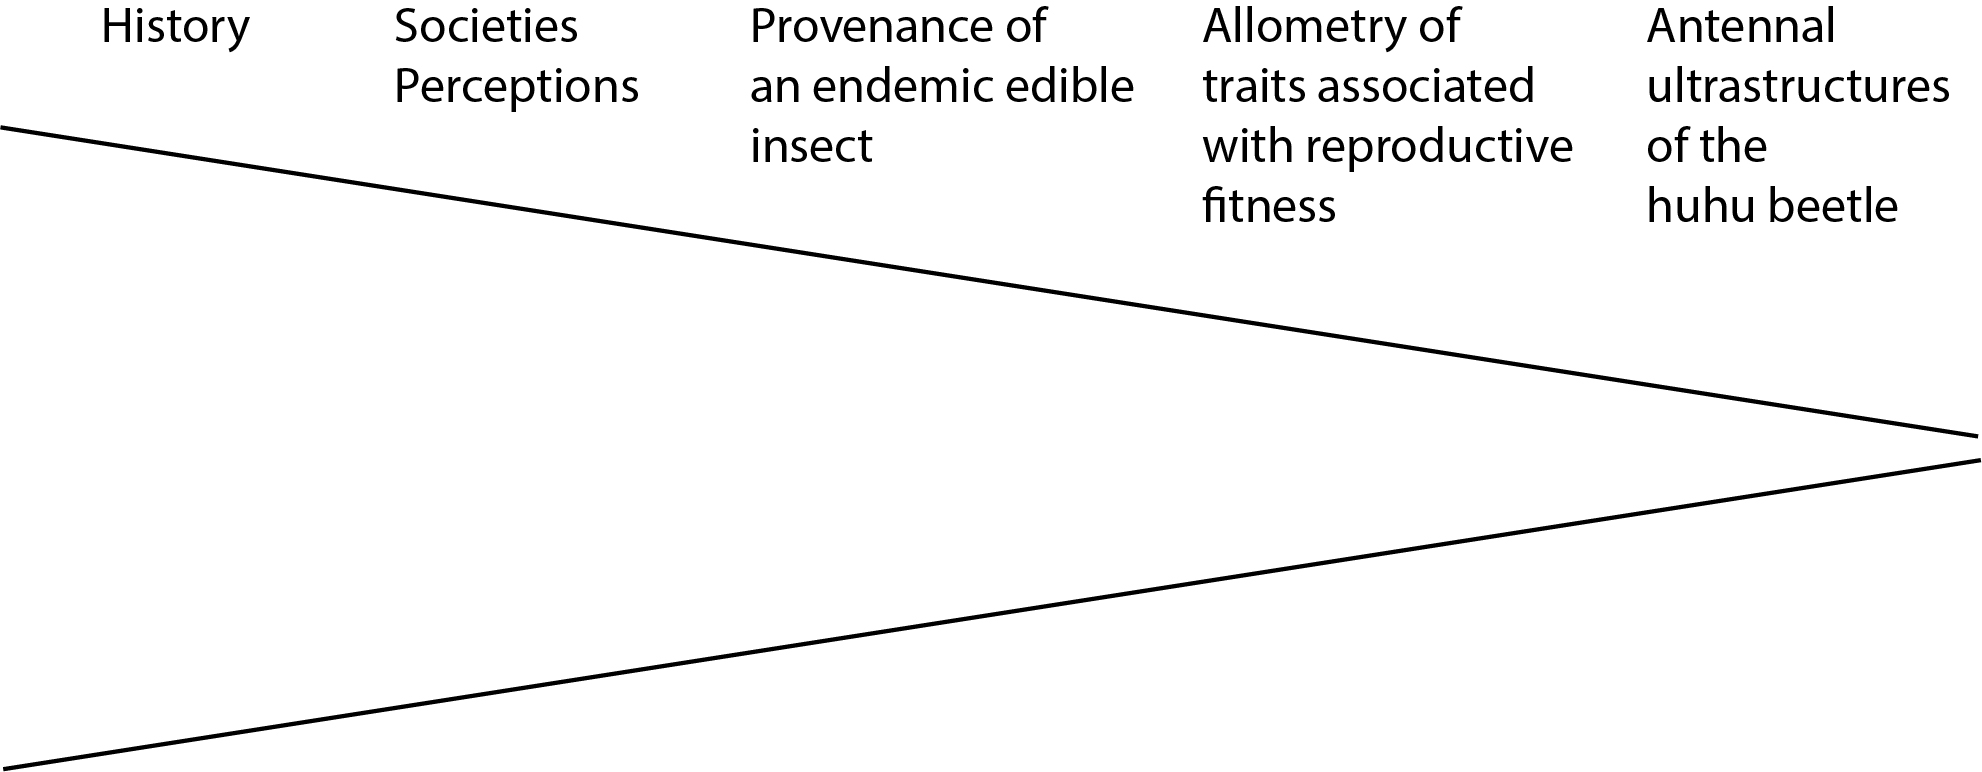 History
Societies
Perceptions
Provenance of
an endemic edible
insect
Allometry of
traits associated
with reproductive
fitness
Antennal
ultrastructures
of the
huhu beetle